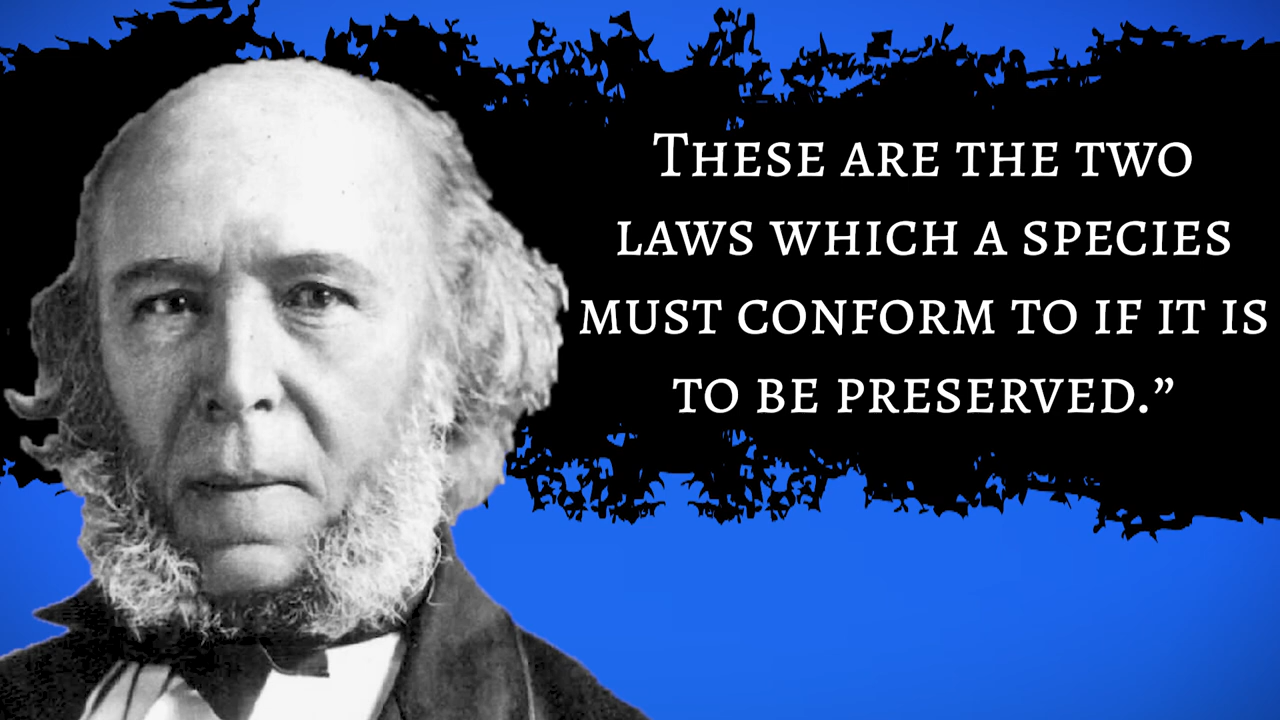 These are the two
laws which a species
must conform to if it is
to be preserved.”